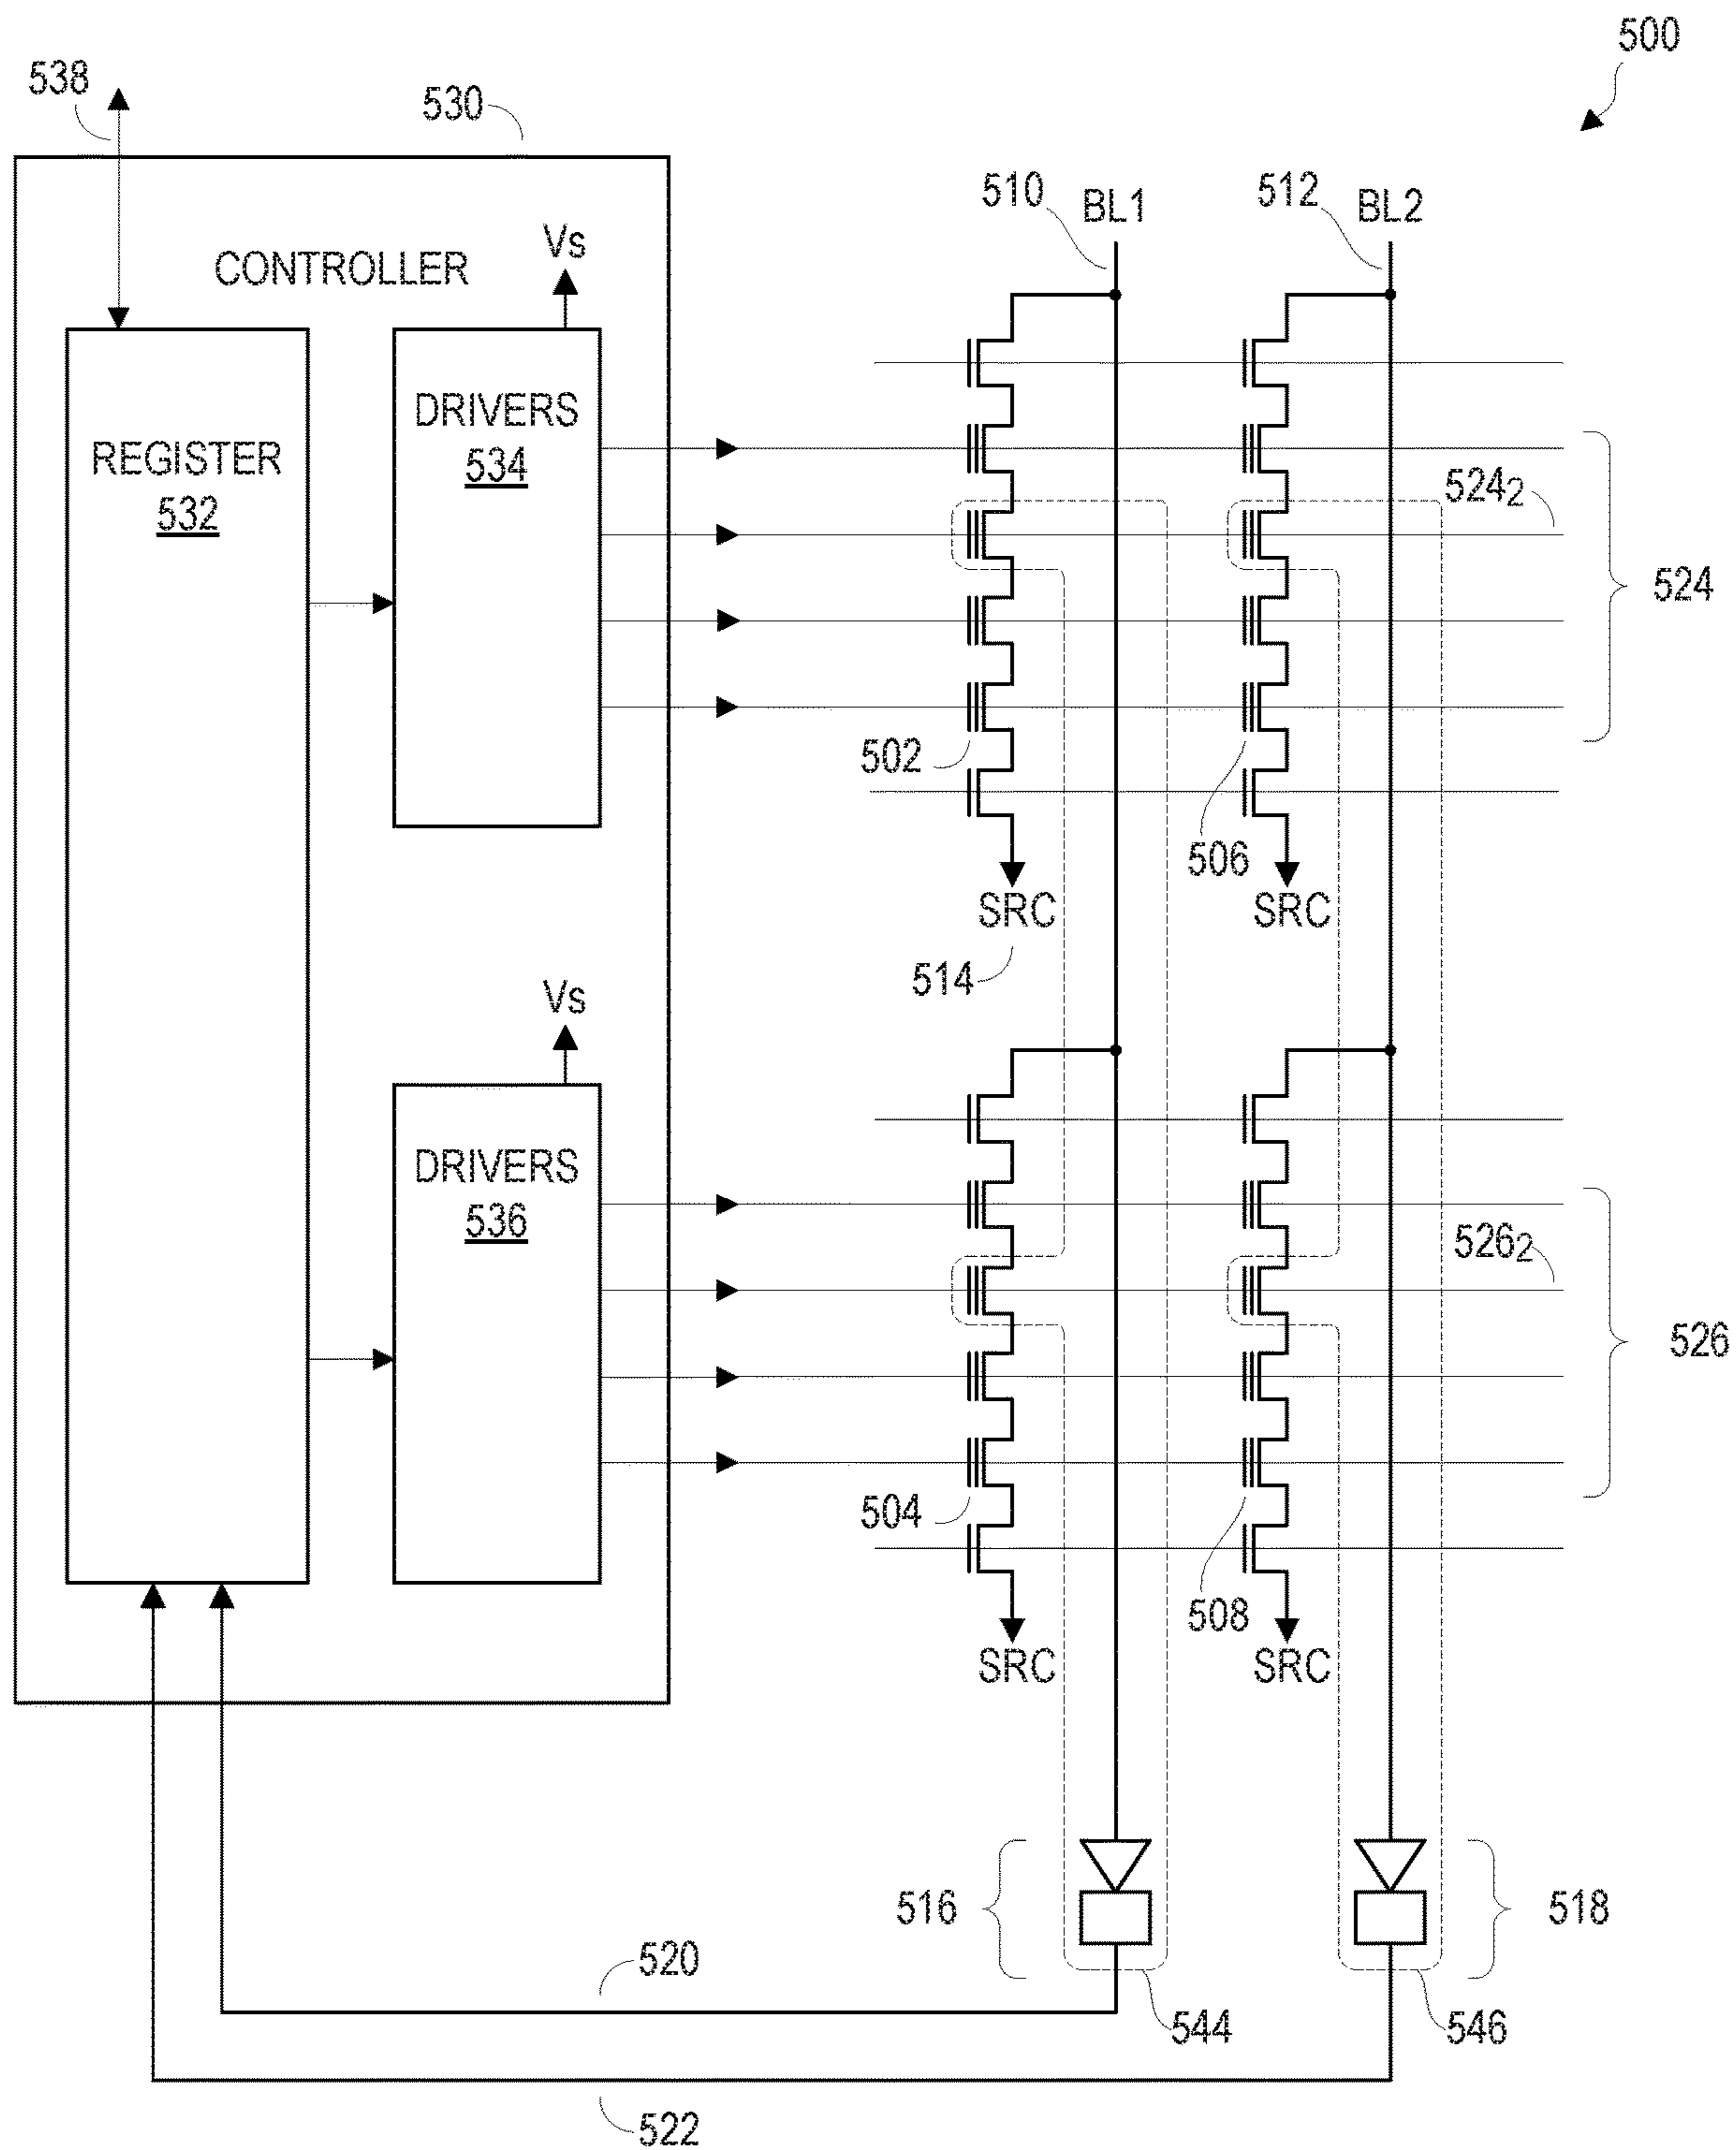 500
538
530
510
BL1
512
BL2
Vs
CONTROLLER
DRIVERS
534
REGISTER
532
524₂
524
502
506
SRC
SRC
514
Vs
DRIVERS
536
526₂
526
504
508
SRC
SRC
516
518
520
544
546
522